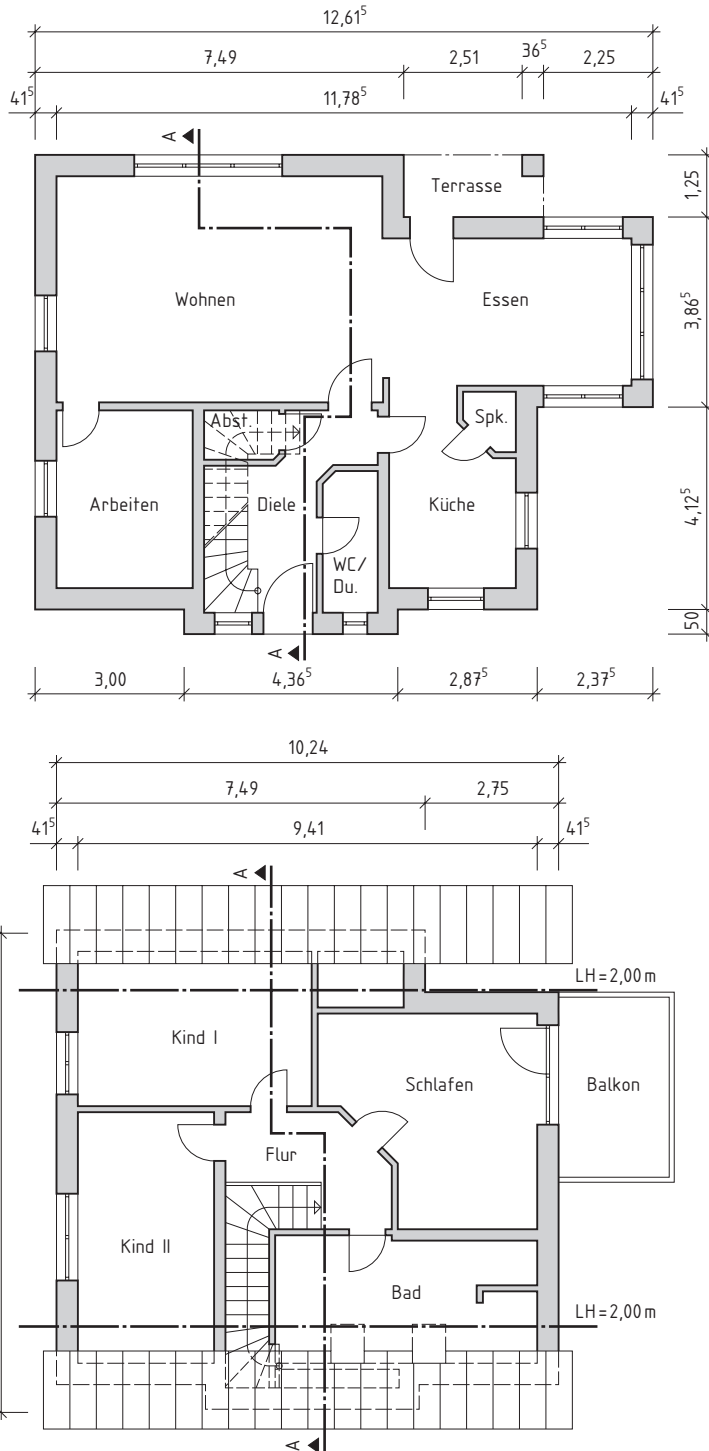 12,61⁵
7,49 2,51 36⁵ 2,25
41⁵ 11,78⁵ 41⁵
A
Terrasse
1,25
Wohnen Essen
3,86⁵
Abst. Spk.
Arbeiten Diele Küche
4,12⁵
WC/
Du.
50
A
3,00 4,36⁵ 2,87⁵ 2,37⁵
10,24
7,49 2,75
41⁵ 9,41 41⁵
A
LH=2,00m
Kind I
Schlafen Balkon
Flur
Kind II
Bad
LH=2,00m
A